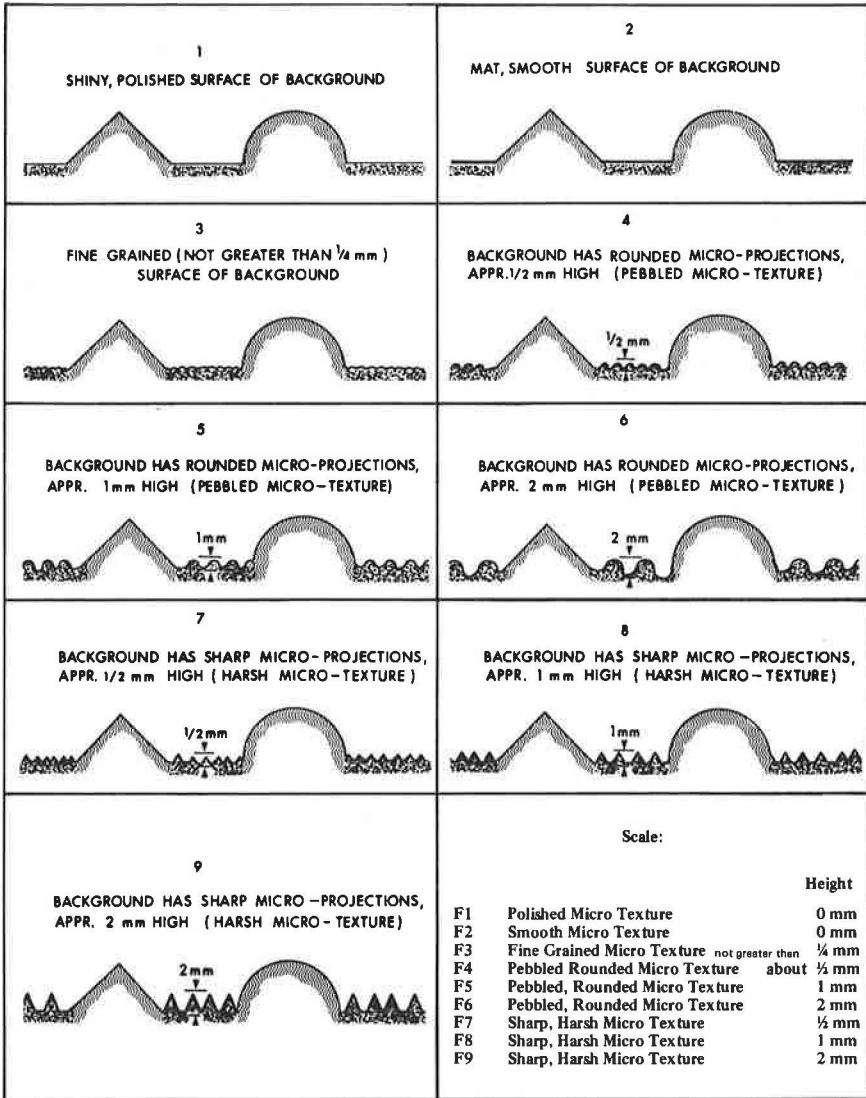 1
SHINY, POLISHED SURFACE OF BACKGROUND
2
MAT, SMOOTH SURFACE OF BACKGROUND
3
FINE GRAINED (NOT GREATER THAN 1/4 mm)
SURFACE OF BACKGROUND
4
BACKGROUND HAS ROUNDED MICRO-PROJECTIONS,
APPR. 1/2 mm HIGH (PEBBLED MICRO-TEXTURE)
1/2 mm
5
BACKGROUND HAS ROUNDED MICRO-PROJECTIONS,
APPR. 1mm HIGH (PEBBLED MICRO-TEXTURE)
1mm
6
BACKGROUND HAS ROUNDED MICRO-PROJECTIONS,
APPR. 2 mm HIGH (PEBBLED MICRO-TEXTURE)
2 mm
7
BACKGROUND HAS SHARP MICRO-PROJECTIONS,
APPR. 1/2 mm HIGH (HARSH MICRO-TEXTURE)
1/2mm
8
BACKGROUND HAS SHARP MICRO-PROJECTIONS,
APPR. 1 mm HIGH (HARSH MICRO-TEXTURE)
1mm
9
BACKGROUND HAS SHARP MICRO-PROJECTIONS,
APPR. 2 mm HIGH (HARSH MICRO-TEXTURE)
2mm
Scale:
Height
F1 Polished Micro Texture 0 mm
F2 Smooth Micro Texture 0 mm
F3 Fine Grained Micro Texture not greater than ¼ mm
F4 Pebbled Rounded Micro Texture about ½ mm
F5 Pebbled, Rounded Micro Texture 1 mm
F6 Pebbled, Rounded Micro Texture 2 mm
F7 Sharp, Harsh Micro Texture ½ mm
F8 Sharp, Harsh Micro Texture 1 mm
F9 Sharp, Harsh Micro Texture 2 mm